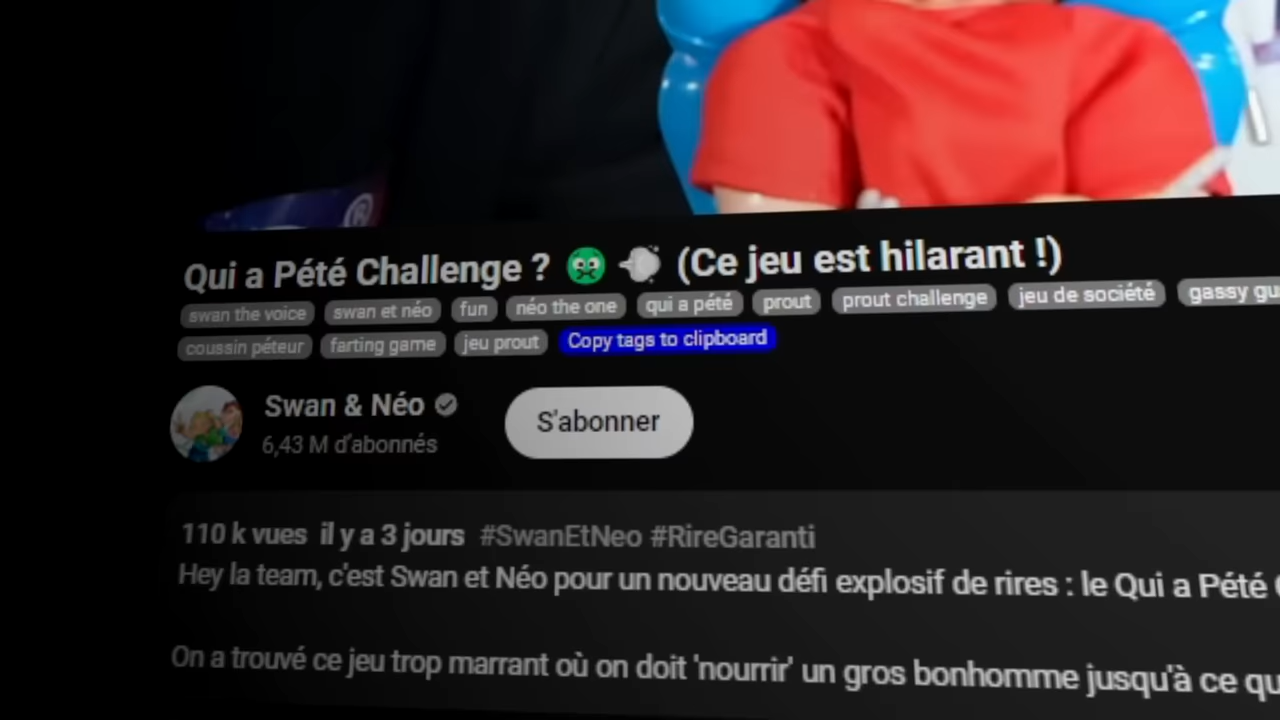 ®
Qui a Pété Challenge ? 🤢 💨 (Ce jeu est hilarant !)
swan the voice swan et néo fun néo the one qui a pété prout prout challenge jeu de société gassy
coussin péteur farting game jeu prout Copy tags to clipboard
Swan & Néo
S'abonner
6,43 M d'abonnés
110 k vues il y a 3 jours #SwanEtNeo #RireGaranti
Hey la team, c'est Swan et Néo pour un nouveau défi explosif de rires : le Qui a Pété
On a trouvé ce jeu trop marrant où on doit 'nourrir' un gros bonhomme jusqu'à ce